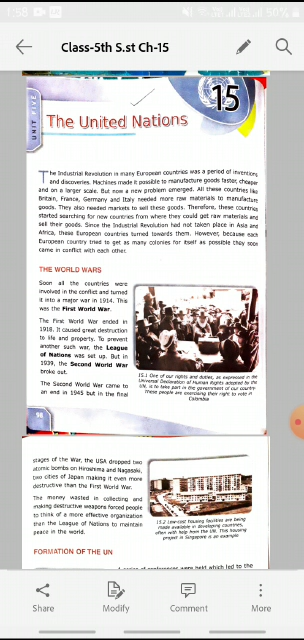 1:58
50%
Class-5th S.st Ch-15
UNIT FIVE
15
The United Nations
The Industrial Revolution in many European countries was a period of inventions
and discoveries. Machines made it possible to manufacture goods faster, cheaper
and on a larger scale. But now a new problem emerged. All these countries like
Britain, France, Germany and Italy needed more raw materials to manufacture
goods. They also needed markets to sell these goods. Therefore, these countries
started searching for new countries from where they could get raw materials and
sell their goods. Since the Industrial Revolution had not taken place in Asia and
Africa, these European countries turned towards them. However, because each
European country tried to get as many colonies for itself as possible they soon
came in conflict with each other.
THE WORLD WARS
Soon all the countries were
involved in the conflict and turned
it into a major war in 1914. This
was the First World War.
The First World War ended in
1918. It caused great destruction
to life and property. To prevent
another such war, the League
of Nations was set up. But in
1939, the Second World War
broke out.
The Second World War came to
an end in 1945 but in the final
15.1 One of our rights and duties, as expressed in the
Universal Declaration of Human Rights adopted by the
UN, is to take part in the government of our country.
These people are exercising their right to vote in
Colombia.
98
stages of the War, the USA dropped two
atomic bombs on Hiroshima and Nagasaki,
two cities of Japan making it even more
destructive than the First World War.
The money wasted in collecting and
making destructive weapons forced people
to think of a more effective organization
than the League of Nations to maintain
peace in the world.
15.2 Low-cost housing facilities are being
made available in developing countries,
often with help from the UN. This housing
project in Singapore is an example.
FORMATION OF THE UN
A series of conferences were held which led to the
Share
Modify
Comment
More